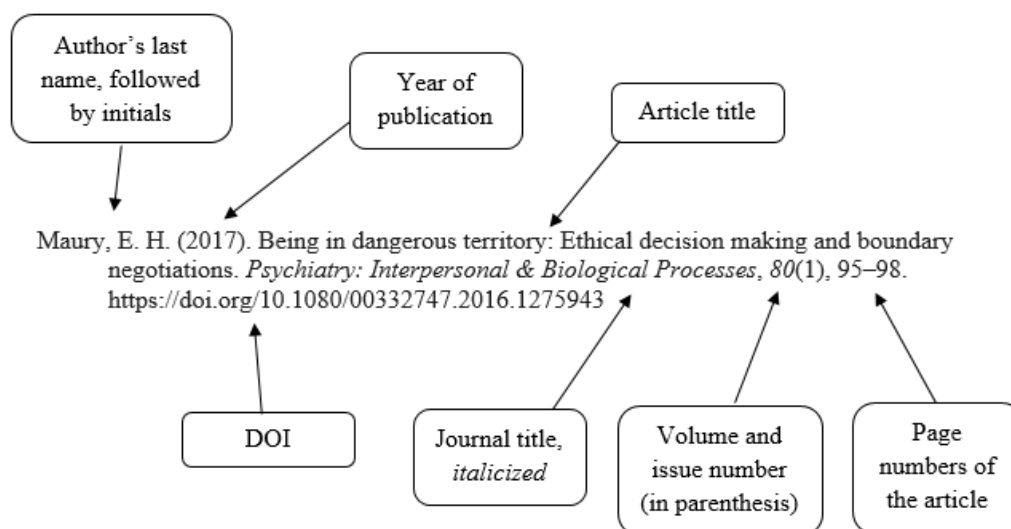 Author’s last
name, followed
by initials
Year of
publication
Article title
Maury, E. H. (2017). Being in dangerous territory: Ethical decision making and boundary
negotiations. Psychiatry: Interpersonal & Biological Processes, 80(1), 95–98.
https://doi.org/10.1080/00332747.2016.1275943
DOI
Journal title,
italicized
Volume and
issue number
(in parenthesis)
Page
numbers of
the article